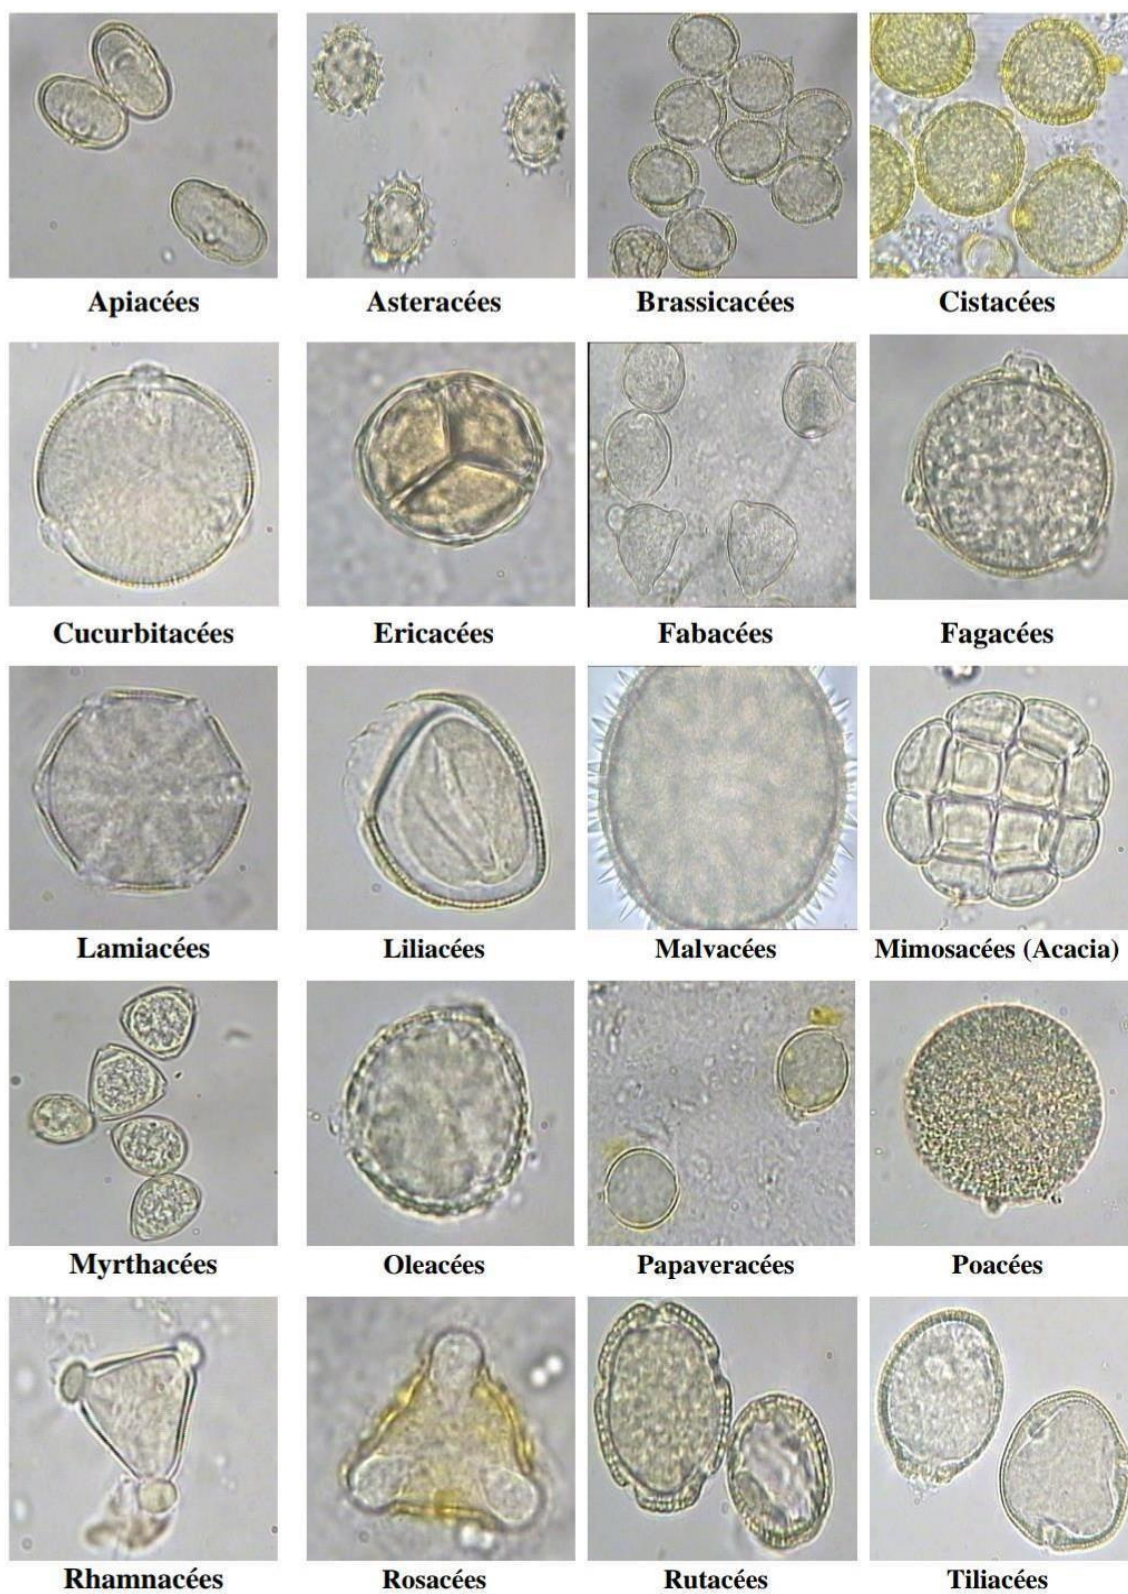 Apiacées Asteracées Brassicacées Cistacées
Cucurbitacées Ericacées Fabacées Fagacées
Lamiacées Liliacées Malvacées Mimosacées (Acacia)
Myrthacées Oleacées Papaveracées Poacées
Rhamnacées Rosacées Rutacées Tiliacées